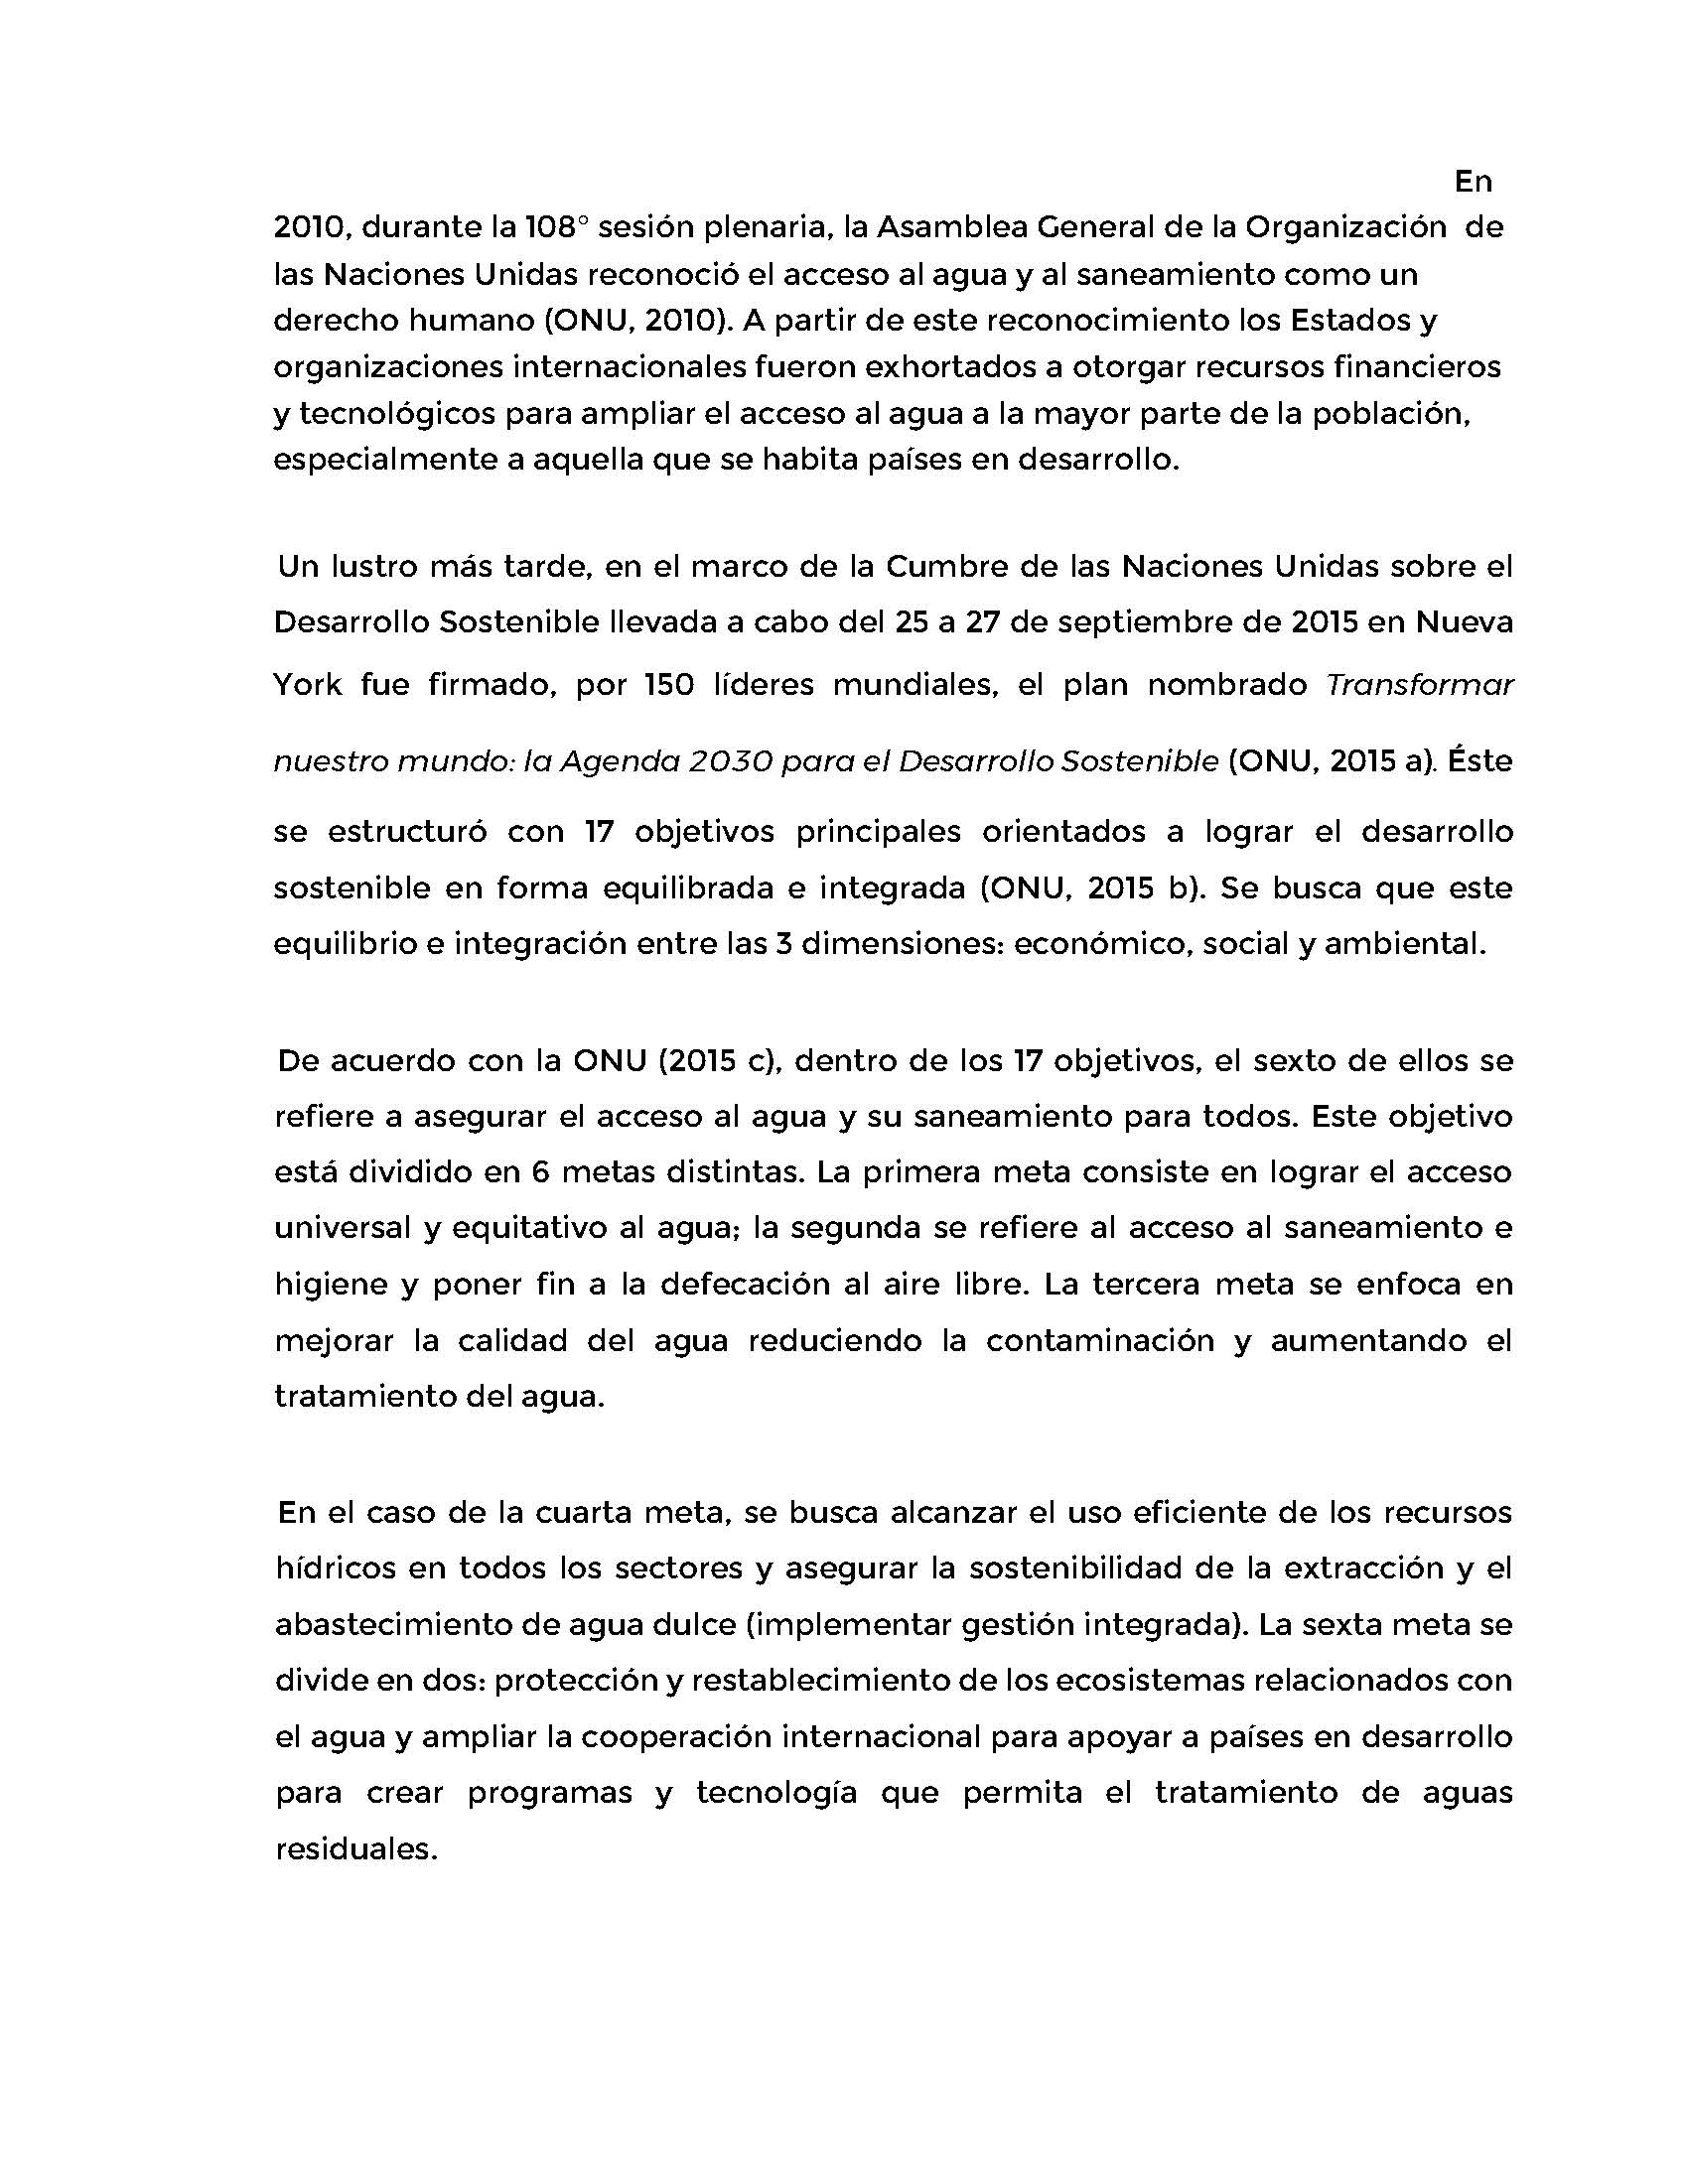 En
2010, durante la 108° sesión plenaria, la Asamblea General de la Organización de
las Naciones Unidas reconoció el acceso al agua y al saneamiento como un
derecho humano (ONU, 2010). A partir de este reconocimiento los Estados y
organizaciones internacionales fueron exhortados a otorgar recursos financieros
y tecnológicos para ampliar el acceso al agua a la mayor parte de la población,
especialmente a aquella que se habita países en desarrollo.
Un lustro más tarde, en el marco de la Cumbre de las Naciones Unidas sobre el
Desarrollo Sostenible llevada a cabo del 25 a 27 de septiembre de 2015 en Nueva
York fue firmado, por 150 líderes mundiales, el plan nombrado Transformar
nuestro mundo: la Agenda 2030 para el Desarrollo Sostenible (ONU, 2015 a). Éste
se estructuró con 17 objetivos principales orientados a lograr el desarrollo
sostenible en forma equilibrada e integrada (ONU, 2015 b). Se busca que este
equilibrio e integración entre las 3 dimensiones: económico, social y ambiental.
De acuerdo con la ONU (2015 c), dentro de los 17 objetivos, el sexto de ellos se
refiere a asegurar el acceso al agua y su saneamiento para todos. Este objetivo
está dividido en 6 metas distintas. La primera meta consiste en lograr el acceso
universal y equitativo al agua; la segunda se refiere al acceso al saneamiento e
higiene y poner fin a la defecación al aire libre. La tercera meta se enfoca en
mejorar la calidad del agua reduciendo la contaminación y aumentando el
tratamiento del agua.
En el caso de la cuarta meta, se busca alcanzar el uso eficiente de los recursos
hídricos en todos los sectores y asegurar la sostenibilidad de la extracción y el
abastecimiento de agua dulce (implementar gestión integrada). La sexta meta se
divide en dos: protección y restablecimiento de los ecosistemas relacionados con
el agua y ampliar la cooperación internacional para apoyar a países en desarrollo
para crear programas y tecnología que permita el tratamiento de aguas
residuales.